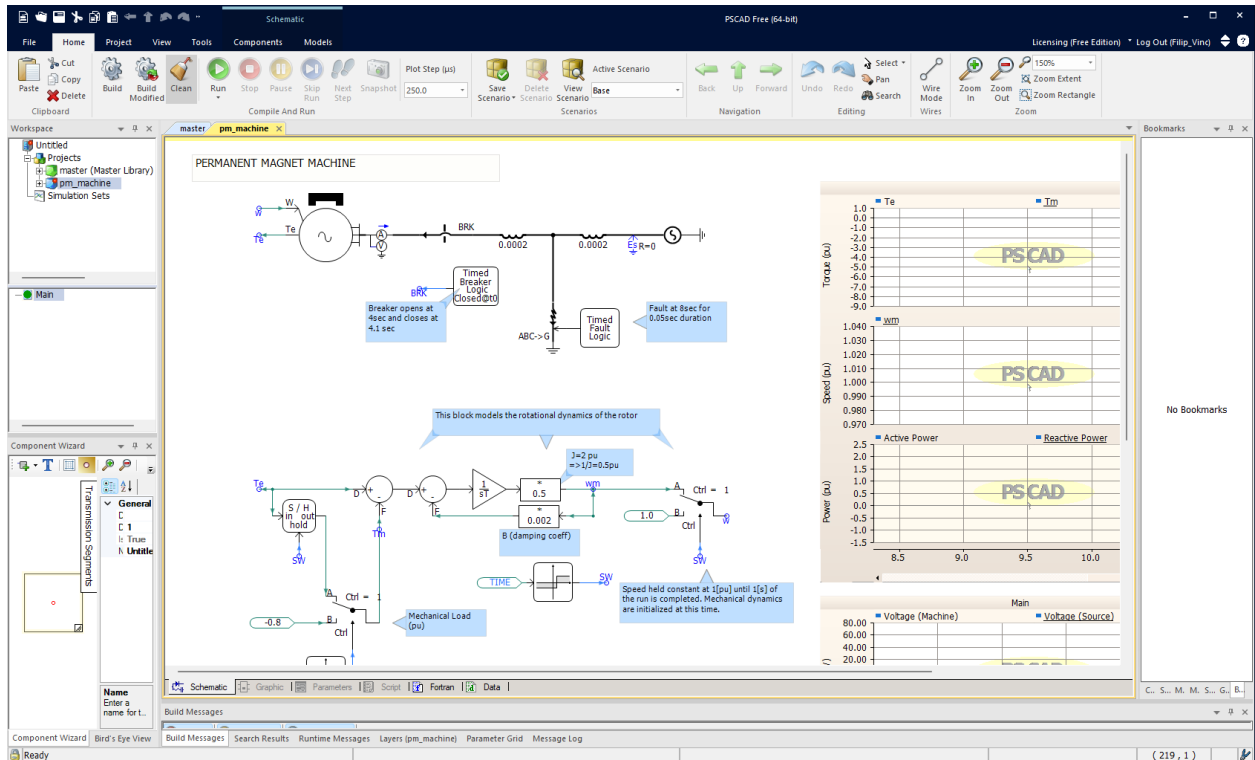 Schematic
PSCAD Free (64-bit)
File Home Project View Tools Components Models
Licensing (Free Edition) Log Out (Filip_Vinc)
Paste
Cut
Copy
Delete
Clipboard
Build
Build Modified
Clean
Run
Stop
Pause
Skip Run
Next Step
Snapshot
Plot Step (µs)
250.0
Compile And Run
Save Scenario
Delete Scenario
View Scenario
Active Scenario
Base
Scenarios
Back
Up
Forward
Navigation
Undo
Redo
Select
Pan
Search
Editing
Wire Mode
Wires
Zoom In
Zoom Out
150%
Zoom Extent
Zoom Rectangle
Zoom
Workspace
Untitled
Projects
master (Master Library)
pm_machine
Simulation Sets
Main
Component Wizard
Transmission Segments
General
1
True
Untitle
Name
Enter a
name for t...
Component Wizard Bird's Eye View
master pm_machine
PERMANENT MAGNET MACHINE
w
W
Te
Te
A
V
BRK
0.0002
0.0002
Es
R=0
BRK
Timed
Breaker
Logic
Closed@t0
Breaker opens at
4sec and closes at
4.1 sec
ABC->G
Timed
Fault
Logic
Fault at 8sec for
0.05sec duration
This block models the rotational dynamics of the rotor
J=2 pu
=>1/J=0.5pu
Te
D
+
-
F
D
+
-
F
1
sT
*
0.5
wm
*
0.002
B (damping coeff)
S / H
in out
hold
SW
Tm
A
B
Ctrl = 1
Ctrl
1.0
w
SW
TIME
SW
Speed held constant at 1[pu] until 1[s] of
the run is completed. Mechanical dynamics
are initialized at this time.
A
B
Ctrl = 1
Ctrl
-0.8
Mechanical Load
(pu)
Te Tm
Torque (pu)
1.0
0.0
-1.0
-2.0
-3.0
-4.0
-5.0
-6.0
-7.0
-8.0
-9.0
PSCAD
wm
Speed (pu)
1.040
1.030
1.020
1.010
1.000
0.990
0.980
0.970
PSCAD
Active Power Reactive Power
Power (pu)
2.5
2.0
1.5
1.0
0.5
0.0
-0.5
-1.0
-1.5
PSCAD
8.5 9.0 9.5 10.0
Main
Voltage (Machine) Voltage (Source)
80.00
60.00
40.00
20.00
Schematic Graphic Parameters Script Fortran Data
Build Messages
Build Messages Search Results Runtime Messages Layers (pm_machine) Parameter Grid Message Log
Bookmarks
No Bookmarks
C... S... M. M. S... G.. B..
Ready
( 219 , 1 )